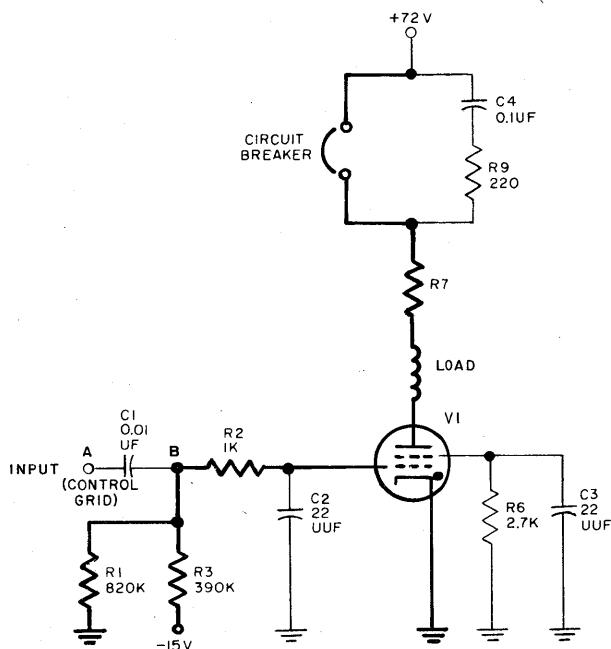 +72V
C4
0.1UF
CIRCUIT
BREAKER
R9
220
R7
LOAD
V1
C1
0.01
UF
A
B
R2
1K
INPUT
(CONTROL
GRID)
C2
22
UUF
R6
2.7K
C3
22
UUF
R1
820K
R3
390K
-15V